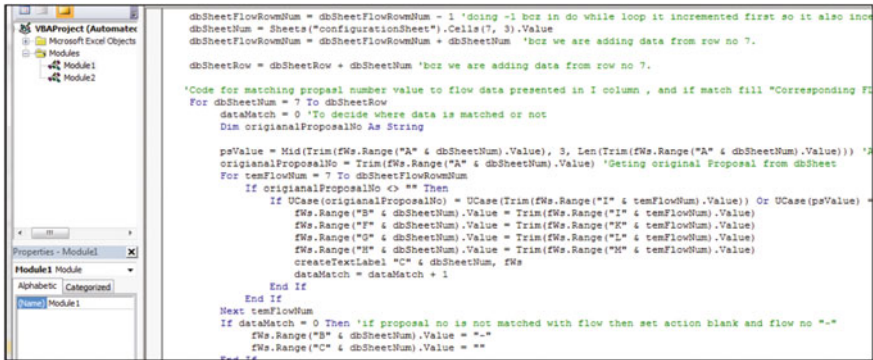 VBAProject (Automated
Microsoft Excel Objects
Modules
Module1
Module2
Properties - Module1
Module1 Module
Alphabetic Categorized
(Name) Module1
dbSheetFlowRowmNum = dbSheetFlowRowmNum - 1 'doing -1 bcz in do while loop it incremented first so it also ince
dbSheetNum = Sheets("configurationSheet").Cells(7, 3).Value
dbSheetFlowRowmNum = dbSheetFlowRowmNum + dbSheetNum 'bcz we are adding data from row no 7.
dbSheetRow = dbSheetRow + dbSheetNum 'bcz we are adding data from row no 7.
'Code for matching propasl number value to flow data presented in I column , and if match fill "Corresponding
For dbSheetNum = 7 To dbSheetRow
dataMatch = 0 'To decide where data is matched or not
Dim origianalProposalNo As String
psValue = Mid(Trim(fWs.Range("A" & dbSheetNum).Value), 3, Len(Trim(fWs.Range("A" & dbSheetNum).Value))) '
origianalProposalNo = Trim(fWs.Range("A" & dbSheetNum).Value) 'Geting original Proposal from dbSheet
For temFlowNum = 7 To dbSheetFlowRowmNum
If origianalProposalNo <> "" Then
If UCase(origianalProposalNo) = UCase(Trim(fWs.Range("I" & temFlowNum).Value)) Or UCase(psValue) =
fWs.Range("B" & dbSheetNum).Value = Trim(fWs.Range("I" & temFlowNum).Value)
fWs.Range("F" & dbSheetNum).Value = Trim(fWs.Range("K" & temFlowNum).Value)
fWs.Range("G" & dbSheetNum).Value = Trim(fWs.Range("L" & temFlowNum).Value)
fWs.Range("H" & dbSheetNum).Value = Trim(fWs.Range("M" & temFlowNum).Value)
createTextLabel "C" & dbSheetNum, fWs
dataMatch = dataMatch + 1
End If
End If
Next temFlowNum
If dataMatch = 0 Then 'if proposal no is not matched with flow then set action blank and flow no "-"
fWs.Range("B" & dbSheetNum).Value = "-"
fWs.Range("C" & dbSheetNum).Value = ""
End If